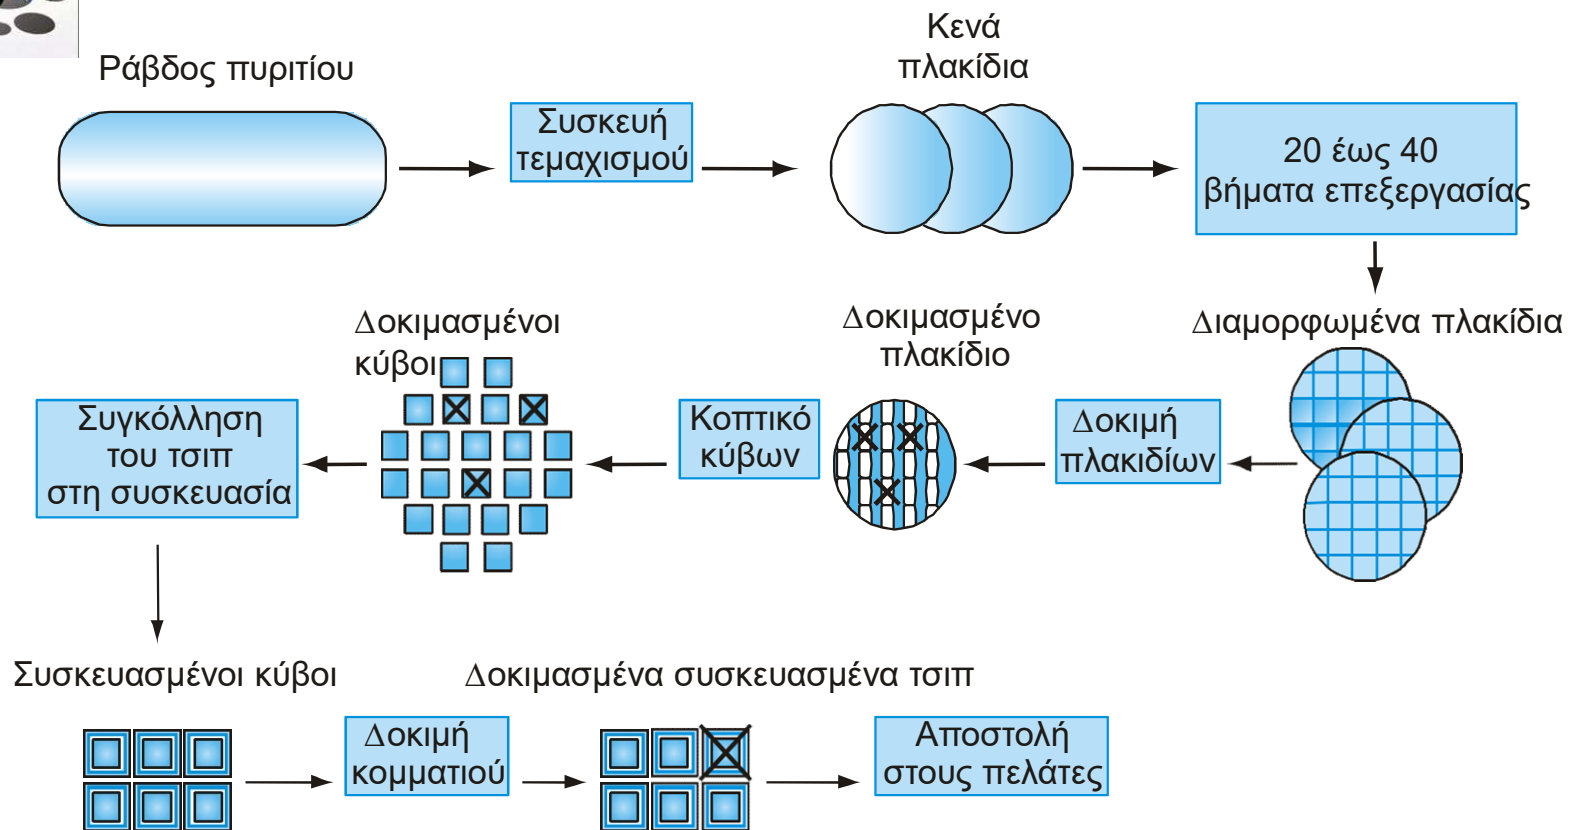 Ράβδος πυριτίου
Συσκευή
τεμαχισμού
Κενά
πλακίδια
20 έως 40
βήματα επεξεργασίας
Διαμορφωμένα πλακίδια
Δοκιμή
πλακιδίων
Δοκιμασμένο
πλακίδιο
Κοπτικό
κύβων
Δοκιμασμένοι
κύβοι
Συγκόλληση
του τσιπ
στη συσκευασία
Συσκευασμένοι κύβοι
Δοκιμή
κομματιού
Δοκιμασμένα συσκευασμένα τσιπ
Αποστολή
στους πελάτες